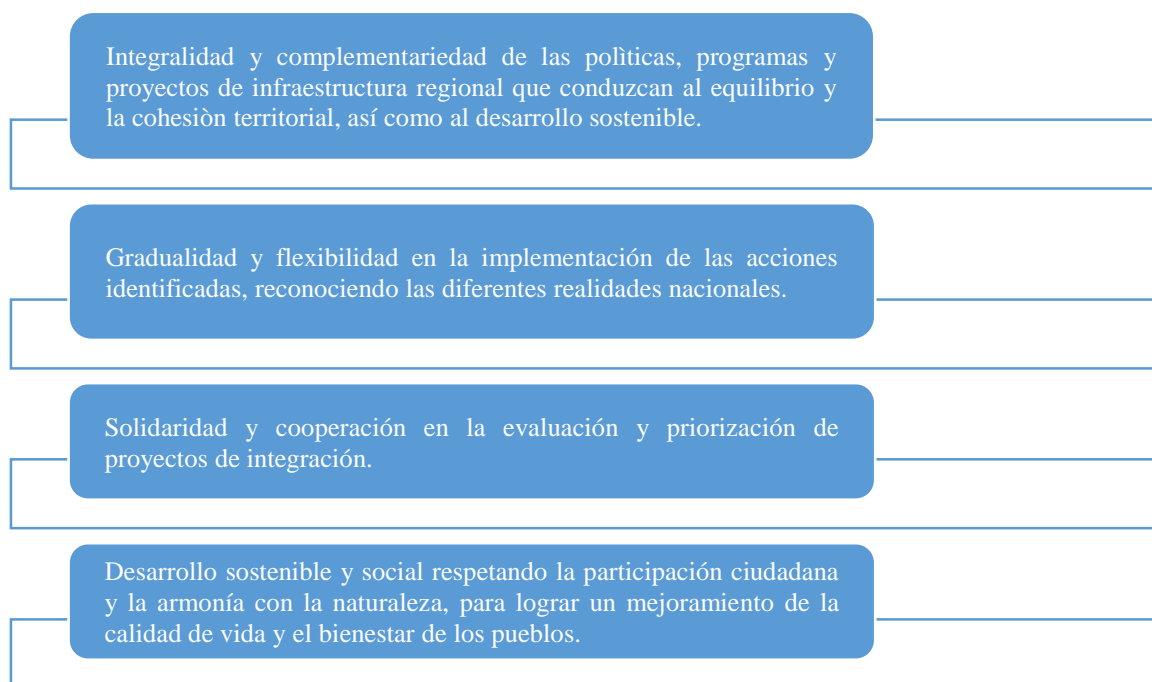 Integralidad y complementariedad de las polìticas, programas y
proyectos de infraestructura regional que conduzcan al equilibrio y
la cohesiòn territorial, así como al desarrollo sostenible.
Gradualidad y flexibilidad en la implementación de las acciones
identificadas, reconociendo las diferentes realidades nacionales.
Solidaridad y cooperación en la evaluación y priorización de
proyectos de integración.
Desarrollo sostenible y social respetando la participación ciudadana
y la armonía con la naturaleza, para lograr un mejoramiento de la
calidad de vida y el bienestar de los pueblos.